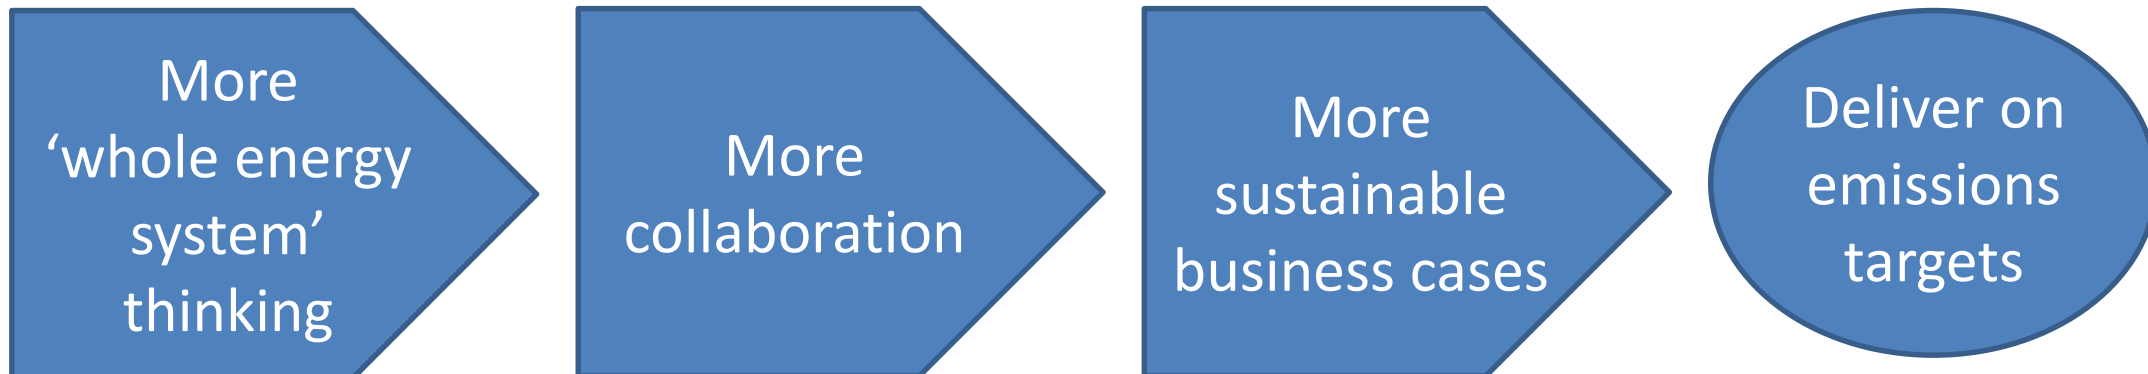 More
‘whole energy
system’
thinking
More
collaboration
More
sustainable
business cases
Deliver on
emissions
targets